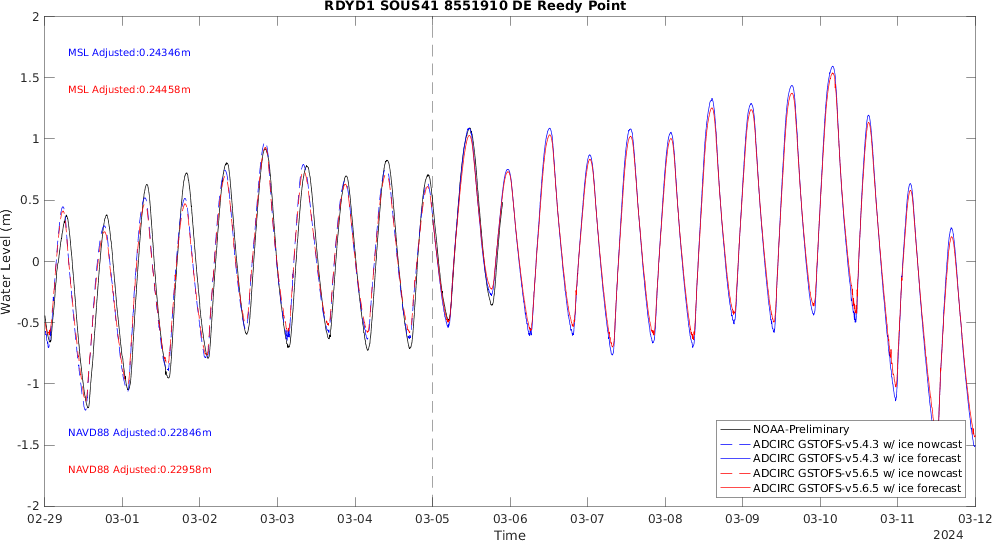 RDYD1 SOUS41 8551910 DE Reedy Point
2
1.5
1
0.5
0
-0.5
-1
-1.5
-2
Water Level (m)
MSL Adjusted:0.24346m
MSL Adjusted:0.24458m
NAVD88 Adjusted:0.22846m
NAVD88 Adjusted:0.22958m
NOAA-Preliminary
ADCIRC GSTOFS-v5.4.3 w/ ice nowcast
ADCIRC GSTOFS-v5.4.3 w/ ice forecast
ADCIRC GSTOFS-v5.6.5 w/ ice nowcast
ADCIRC GSTOFS-v5.6.5 w/ ice forecast
02-29 03-01 03-02 03-03 03-04 03-05 03-06 03-07 03-08 03-09 03-10 03-11 03-12
Time
2024